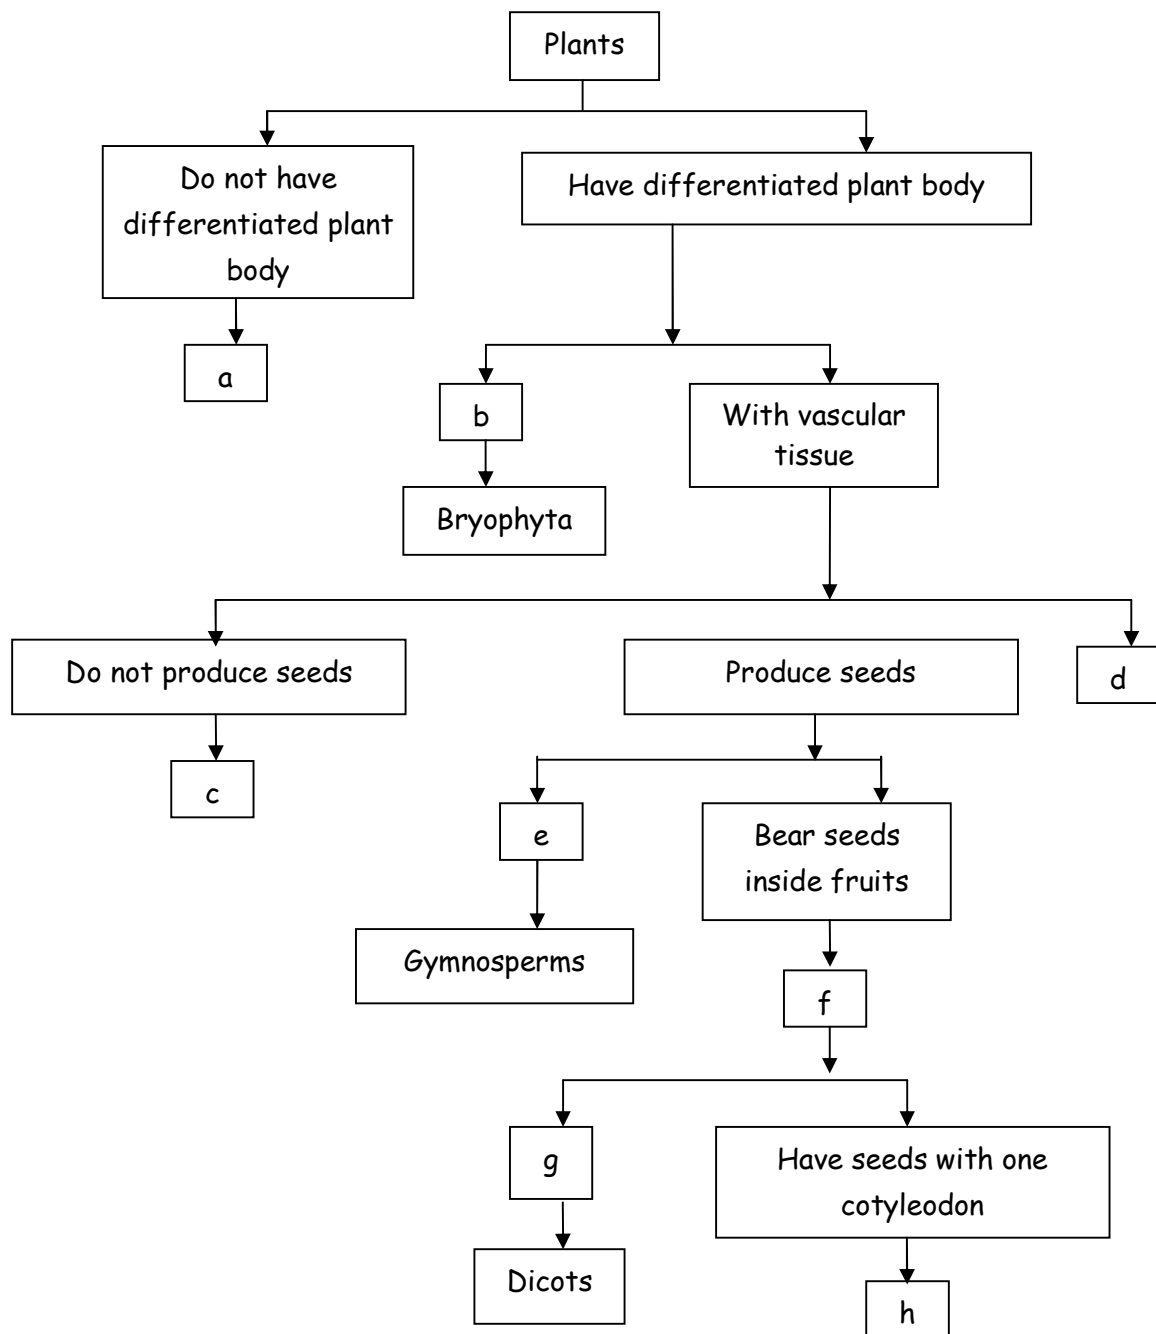 Plants
Do not have
differentiated plant
body
Have differentiated plant body
a
b
With vascular
tissue
Bryophyta
Do not produce seeds
Produce seeds
d
c
e
Bear seeds
inside fruits
Gymnosperms
f
g
Have seeds with one
cotyleodon
Dicots
h